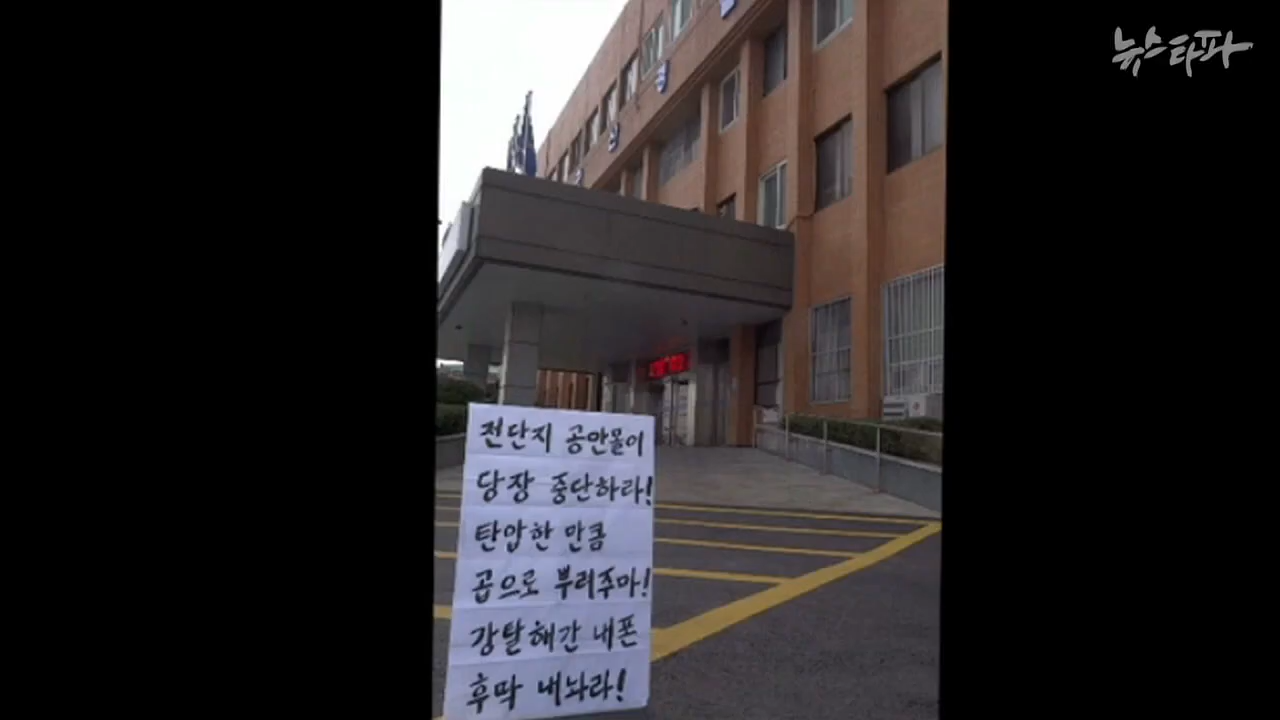 뉴스타파
전단지 공안몰이
당장 중단하라!
탄압한 만큼
곱으로 뿌려주마!
강탈해간 내폰
후딱 내놔라!